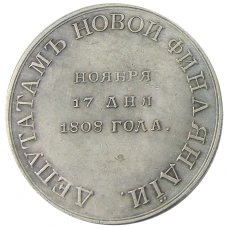 ДЕПУТАТАМЪ НОВОЙ ФИНЛЯНДІИ.
НОЯБРЯ
17 ДНЯ
1808 ГОДА.